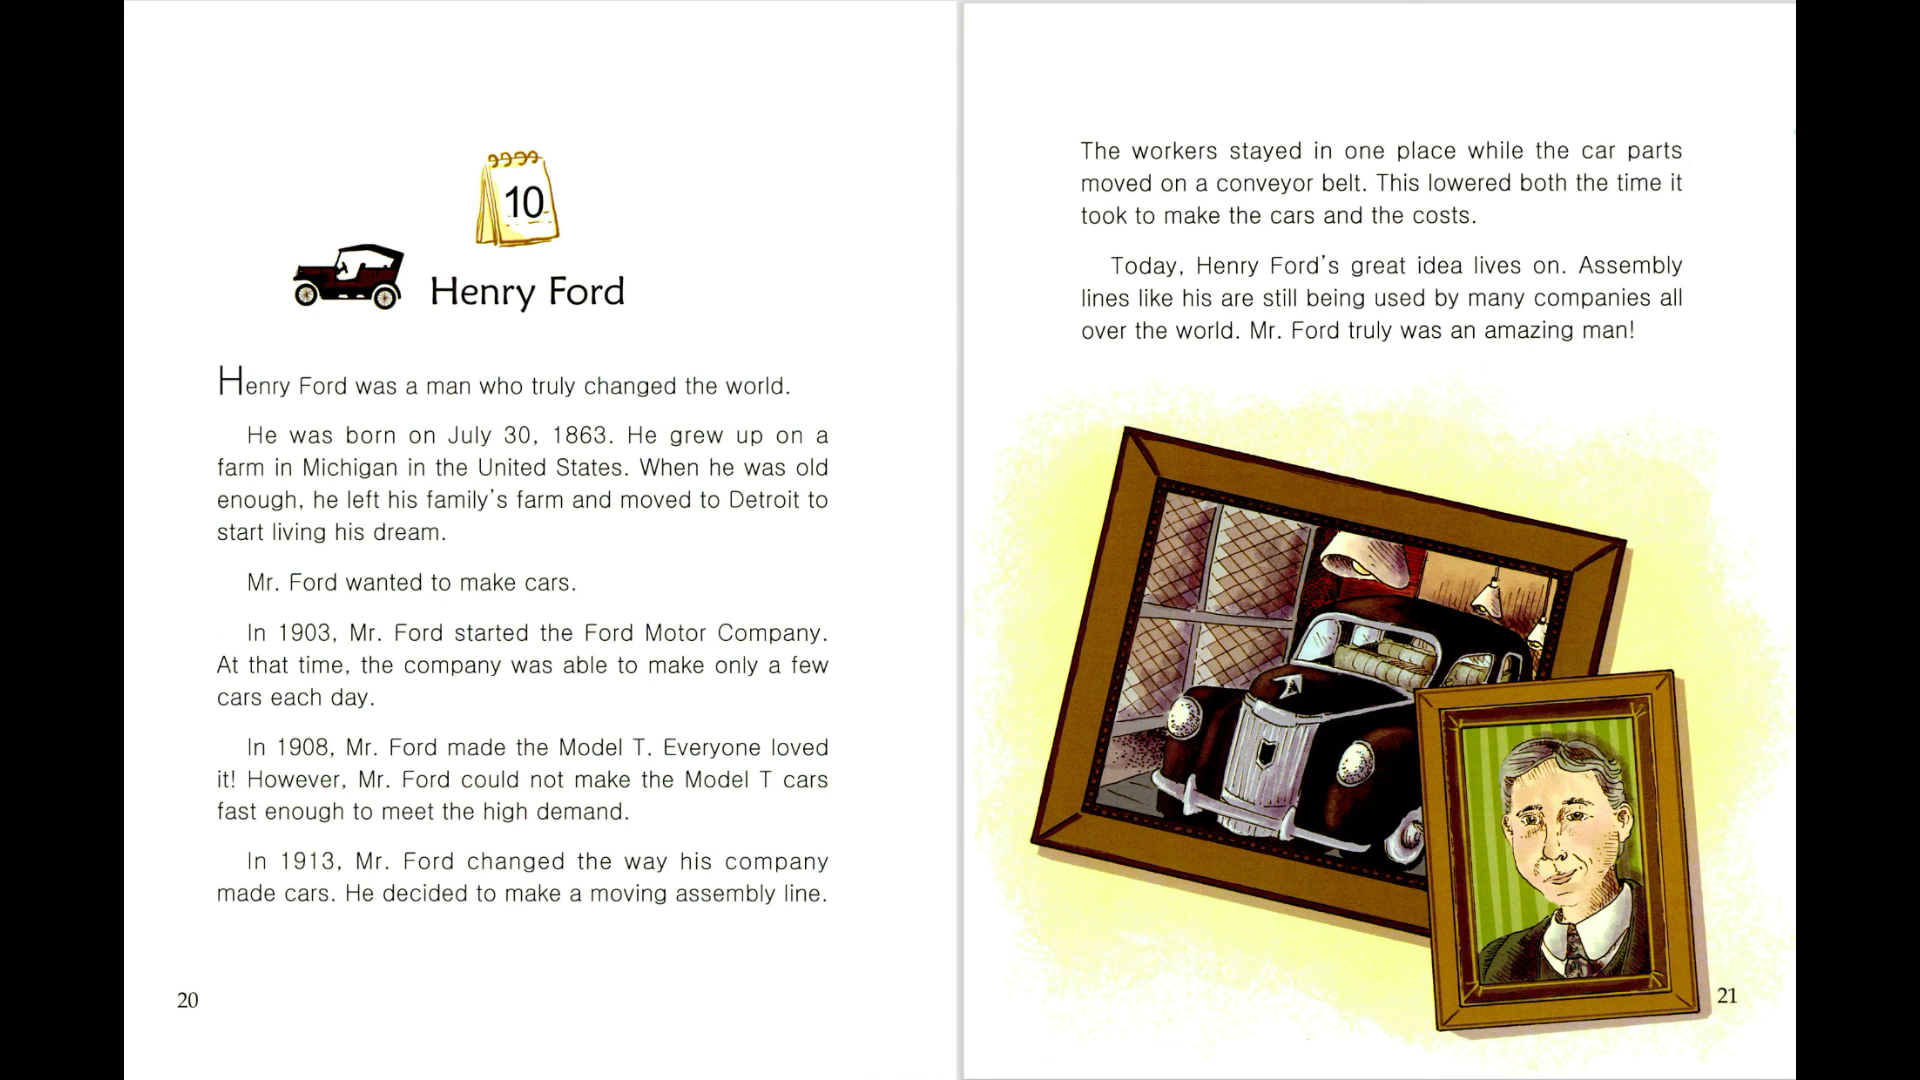 10
Henry Ford
Henry Ford was a man who truly changed the world.
He was born on July 30, 1863. He grew up on a
farm in Michigan in the United States. When he was old
enough, he left his family's farm and moved to Detroit to
start living his dream.
Mr. Ford wanted to make cars.
In 1903, Mr. Ford started the Ford Motor Company.
At that time, the company was able to make only a few
cars each day.
In 1908, Mr. Ford made the Model T. Everyone loved
it! However, Mr. Ford could not make the Model T cars
fast enough to meet the high demand.
In 1913, Mr. Ford changed the way his company
made cars. He decided to make a moving assembly line.
20
The workers stayed in one place while the car parts
moved on a conveyor belt. This lowered both the time it
took to make the cars and the costs.
Today, Henry Ford's great idea lives on. Assembly
lines like his are still being used by many companies all
over the world. Mr. Ford truly was an amazing man!
21